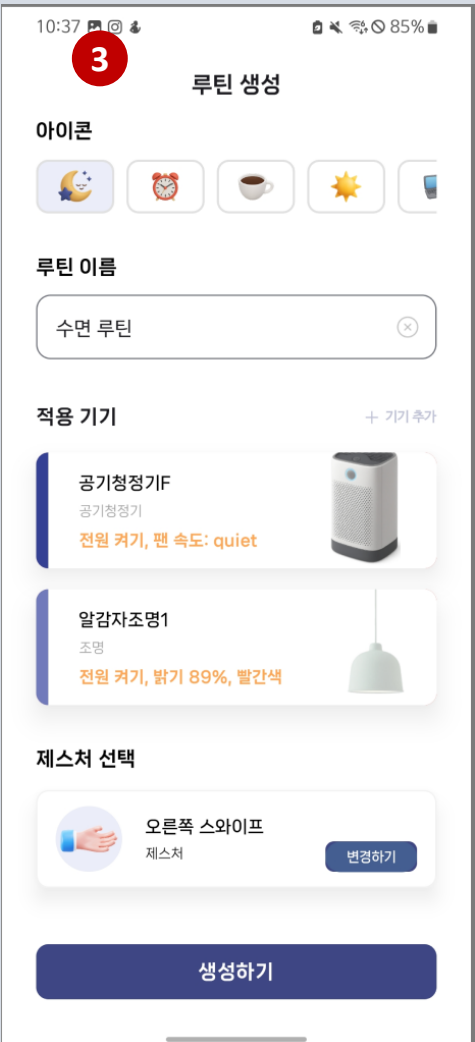 10:37 85%
3
루틴 생성
아이콘
루틴 이름
수면 루틴
적용 기기
+ 기기 추가
공기청정기F
공기청정기
전원 켜기, 팬 속도: quiet
알감자조명1
조명
전원 켜기, 밝기 89%, 빨간색
제스처 선택
오른쪽 스와이프
제스처
변경하기
생성하기